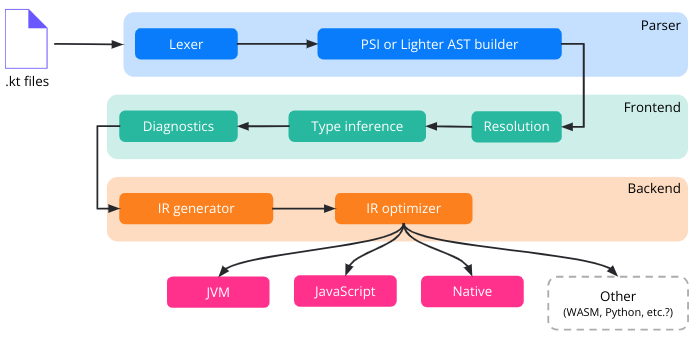 .kt files
Parser
Lexer
PSI or Lighter AST builder
Frontend
Diagnostics
Type inference
Resolution
Backend
IR generator
IR optimizer
JVM
JavaScript
Native
Other
(WASM, Python, etc.?)